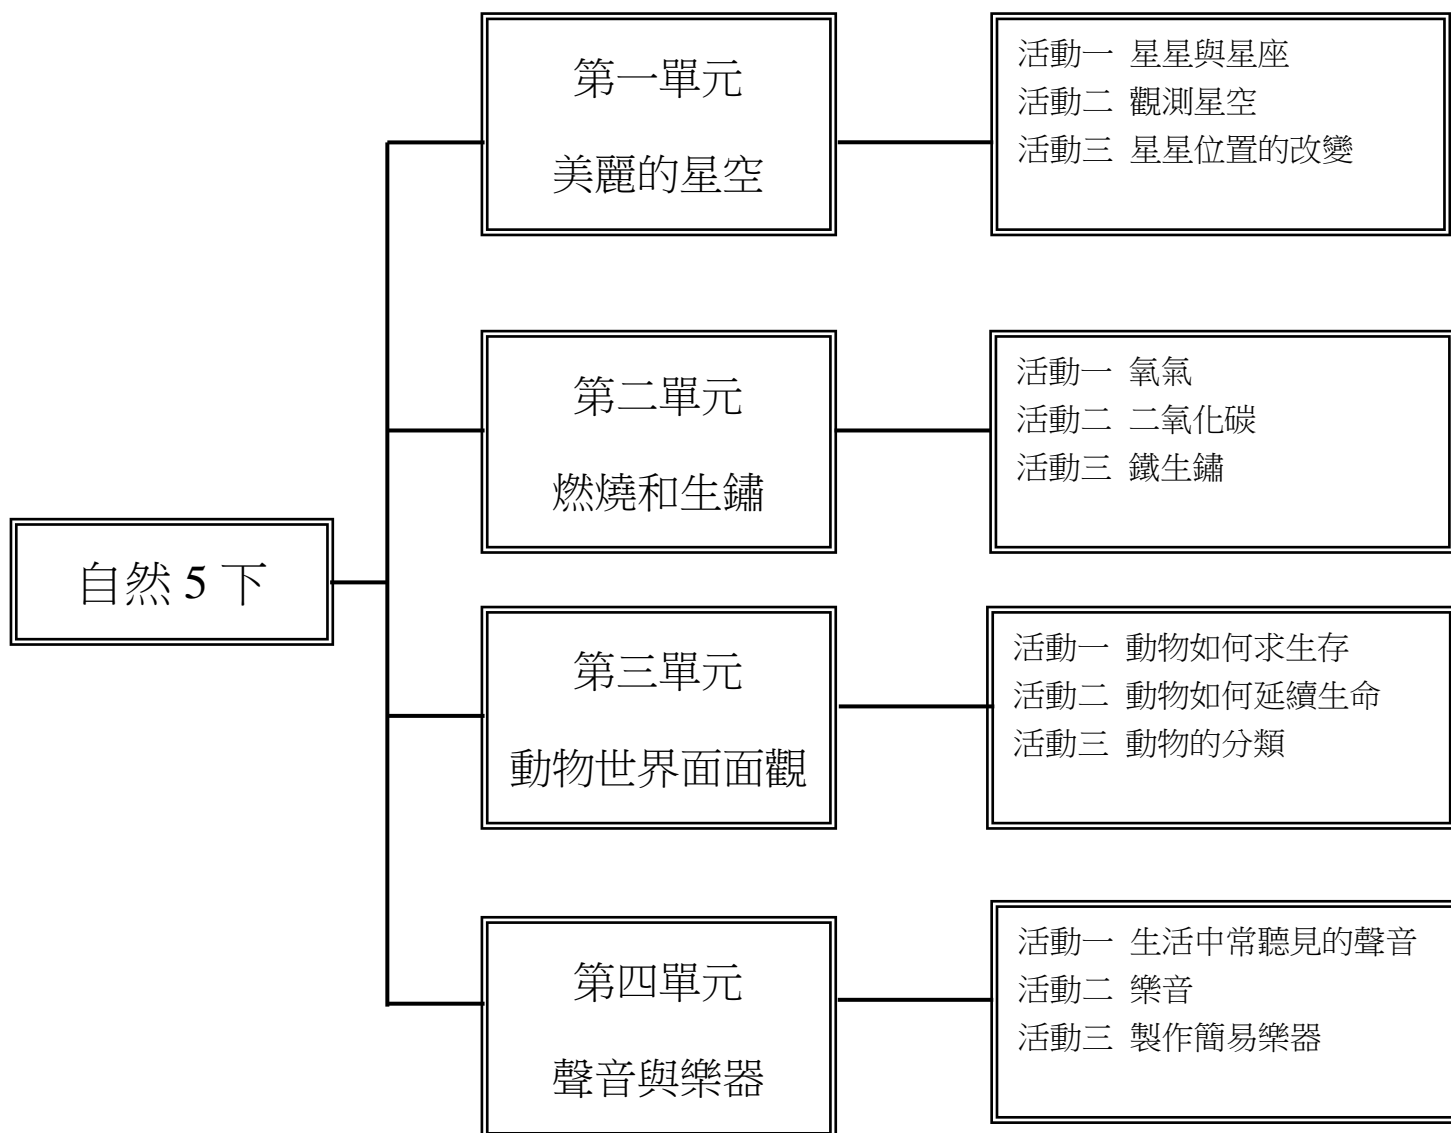 自然 5 下
第一單元
美麗的星空
活動一 星星與星座
活動二 觀測星空
活動三 星星位置的改變
第二單元
燃燒和生鏽
活動一 氧氣
活動二 二氧化碳
活動三 鐵生鏽
第三單元
動物世界面面觀
活動一 動物如何求生存
活動二 動物如何延續生命
活動三 動物的分類
第四單元
聲音與樂器
活動一 生活中常聽見的聲音
活動二 樂音
活動三 製作簡易樂器